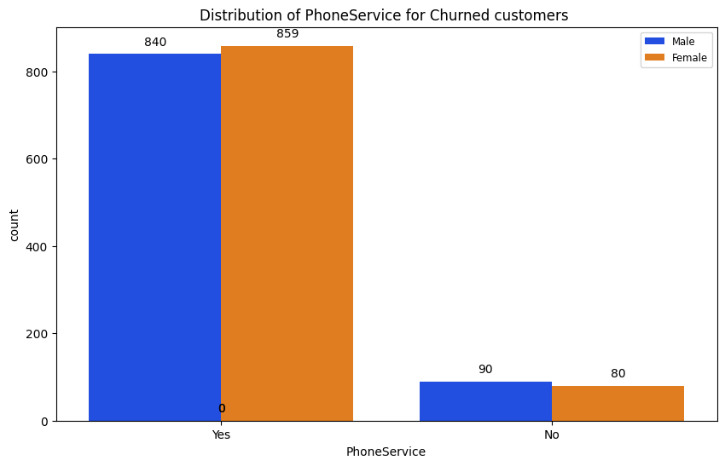 Distribution of PhoneService for Churned customers
840
859
Male
Female
800
600
400
200
0
count
90
80
0
Yes
No
PhoneService